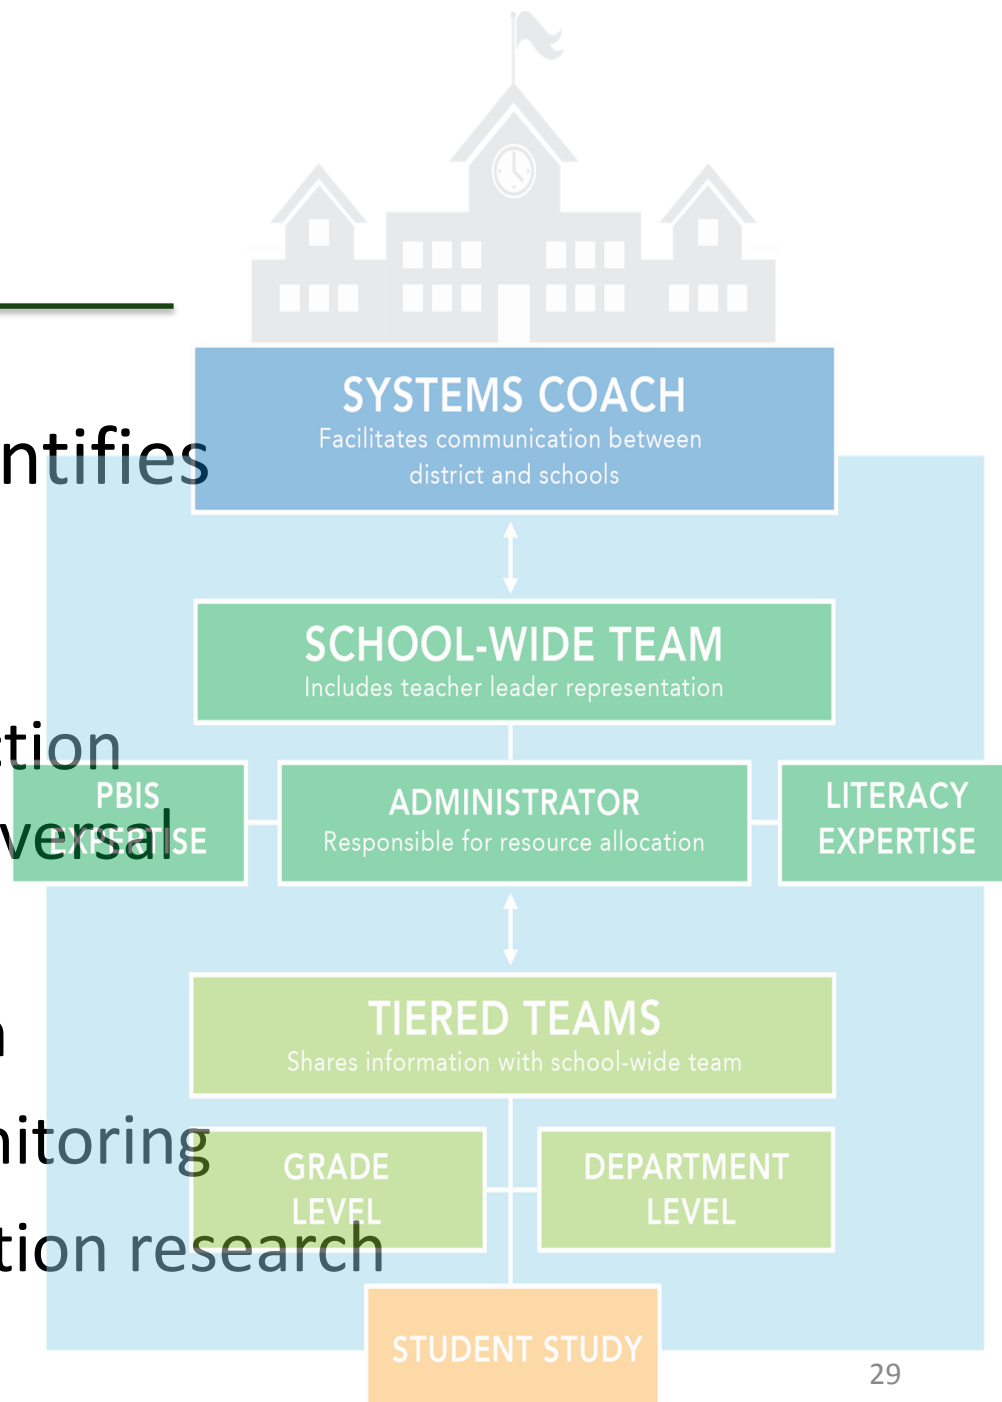 SYSTEMS COACH
Facilitates communication between
district and schools
ntifies
SCHOOL-WIDE TEAM
Includes teacher leader representation
tion
PBIS
EXPERTISE
versal
ADMINISTRATOR
Responsible for resource allocation
LITERACY
EXPERTISE
TIERED TEAMS
Shares information with school-wide team
nitoring
GRADE
LEVEL
DEPARTMENT
LEVEL
tion research
STUDENT STUDY
29